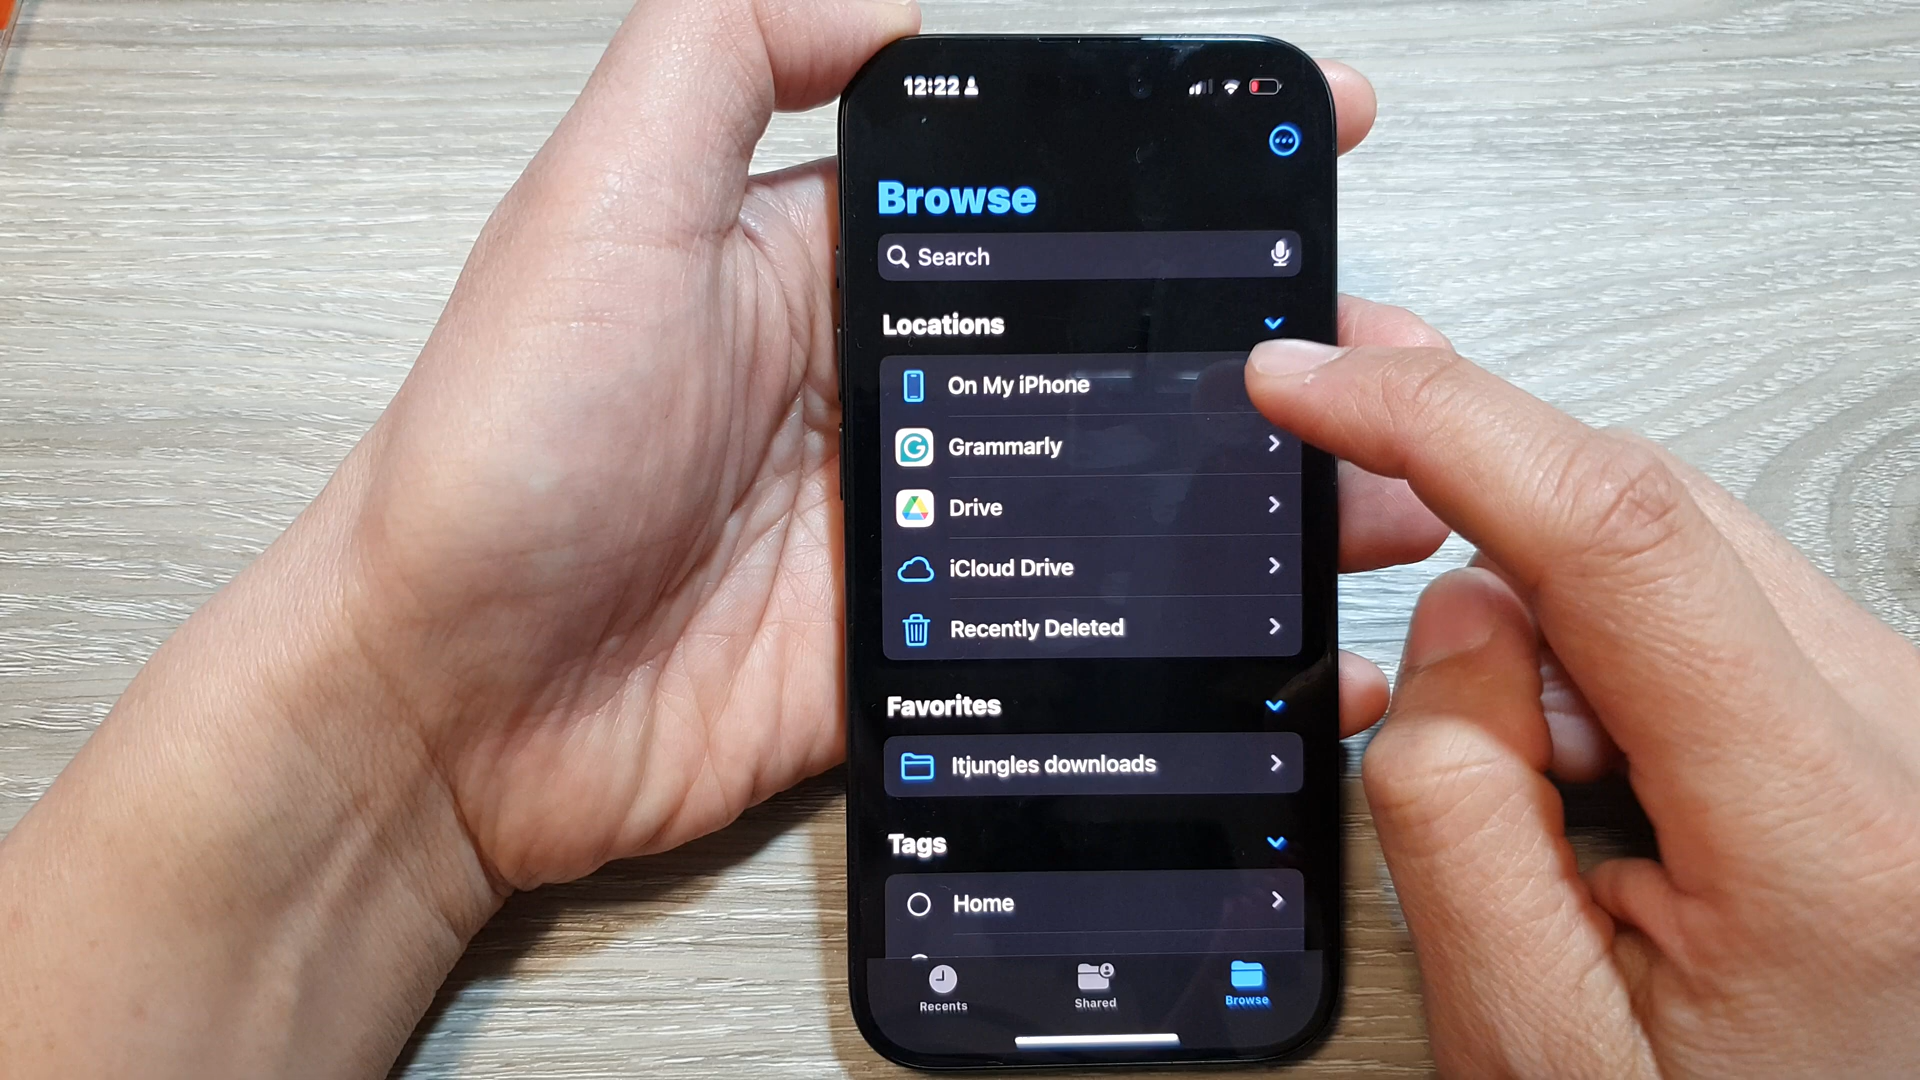 12:22
Browse
Search
Locations
On My iPhone
Grammarly
Drive
iCloud Drive
Recently Deleted
Favorites
Itjungles downloads
Tags
Home
Recents
Shared
Browse